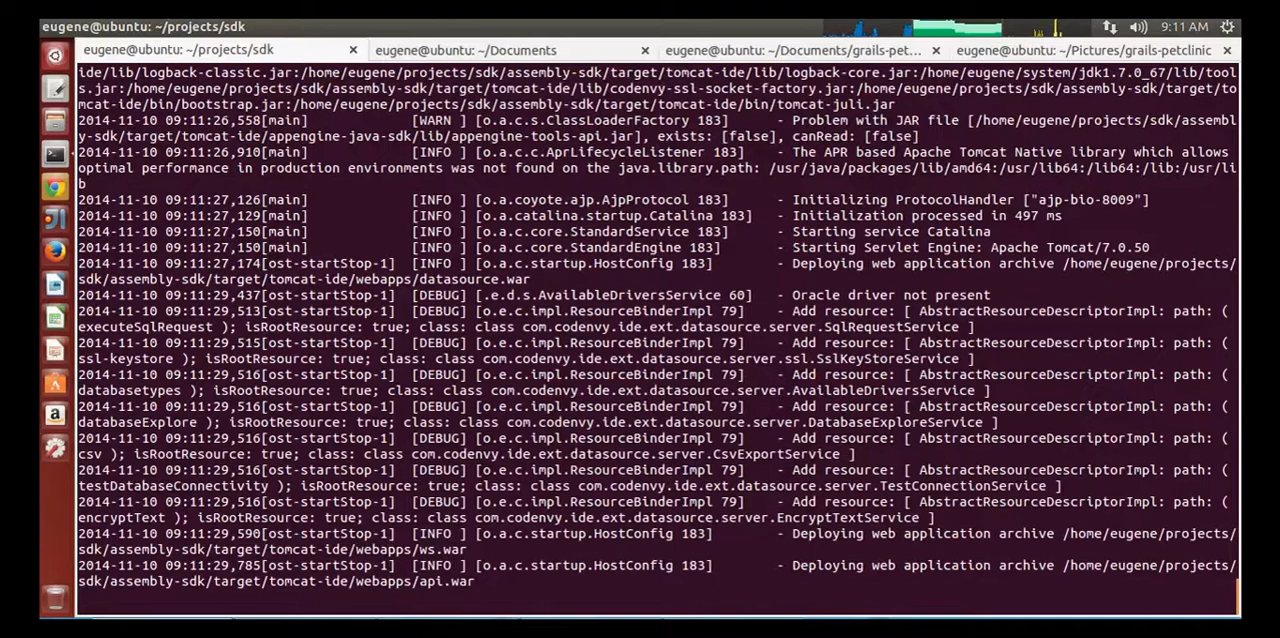 eugene@ubuntu: ~/projects/sdk
9:11 AM
eugene@ubuntu: ~/projects/sdk
eugene@ubuntu: ~/Documents
eugene@ubuntu: ~/Documents/grails-pet...
eugene@ubuntu: ~/Pictures/grails-petclinic
ide/lib/logback-classic.jar:/home/eugene/projects/sdk/assembly-sdk/target/tomcat-ide/lib/logback-core.jar:/home/eugene/system/jdk1.7.0_67/lib/tool
s.jar:/home/eugene/projects/sdk/assembly-sdk/target/tomcat-ide/lib/codenvy-ssl-socket-factory.jar:/home/eugene/projects/sdk/assembly-sdk/target/to
mcat-ide/bin/bootstrap.jar:/home/eugene/projects/sdk/assembly-sdk/target/tomcat-ide/bin/tomcat-juli.jar
2014-11-10 09:11:26,558[main] [WARN ] [o.a.c.s.ClassLoaderFactory 183] - Problem with JAR file [/home/eugene/projects/sdk/assembl
y-sdk/target/tomcat-ide/appengine-java-sdk/lib/appengine-tools-api.jar], exists: [false], canRead: [false]
2014-11-10 09:11:26,910[main] [INFO ] [o.a.c.c.AprLifecycleListener 183] - The APR based Apache Tomcat Native library which allows
optimal performance in production environments was not found on the java.library.path: /usr/java/packages/lib/amd64:/usr/lib64:/lib64:/lib:/usr/li
b
2014-11-10 09:11:27,126[main] [INFO ] [o.a.coyote.ajp.AjpProtocol 183] - Initializing ProtocolHandler ["ajp-bio-8009"]
2014-11-10 09:11:27,129[main] [INFO ] [o.a.catalina.startup.Catalina 183] - Initialization processed in 497 ms
2014-11-10 09:11:27,150[main] [INFO ] [o.a.c.core.StandardService 183] - Starting service Catalina
2014-11-10 09:11:27,150[main] [INFO ] [o.a.c.core.StandardEngine 183] - Starting Servlet Engine: Apache Tomcat/7.0.50
2014-11-10 09:11:27,174[ost-startStop-1] [INFO ] [o.a.c.startup.HostConfig 183] - Deploying web application archive /home/eugene/projects/
sdk/assembly-sdk/target/tomcat-ide/webapps/datasource.war
2014-11-10 09:11:29,437[ost-startStop-1] [DEBUG] [.e.d.s.AvailableDriversService 60] - Oracle driver not present
2014-11-10 09:11:29,513[ost-startStop-1] [DEBUG] [o.e.c.impl.ResourceBinderImpl 79] - Add resource: [ AbstractResourceDescriptorImpl: path: (
executeSqlRequest ); isRootResource: true; class: class com.codenvy.ide.ext.datasource.server.SqlRequestService ]
2014-11-10 09:11:29,515[ost-startStop-1] [DEBUG] [o.e.c.impl.ResourceBinderImpl 79] - Add resource: [ AbstractResourceDescriptorImpl: path: (
ssl-keystore ); isRootResource: true; class: class com.codenvy.ide.ext.datasource.server.ssl.SslKeyStoreService ]
2014-11-10 09:11:29,516[ost-startStop-1] [DEBUG] [o.e.c.impl.ResourceBinderImpl 79] - Add resource: [ AbstractResourceDescriptorImpl: path: (
databasetypes ); isRootResource: true; class: class com.codenvy.ide.ext.datasource.server.AvailableDriversService ]
2014-11-10 09:11:29,516[ost-startStop-1] [DEBUG] [o.e.c.impl.ResourceBinderImpl 79] - Add resource: [ AbstractResourceDescriptorImpl: path: (
databaseExplore ); isRootResource: true; class: class com.codenvy.ide.ext.datasource.server.DatabaseExploreService ]
2014-11-10 09:11:29,516[ost-startStop-1] [DEBUG] [o.e.c.impl.ResourceBinderImpl 79] - Add resource: [ AbstractResourceDescriptorImpl: path: (
csv ); isRootResource: true; class: class com.codenvy.ide.ext.datasource.server.CsvExportService ]
2014-11-10 09:11:29,516[ost-startStop-1] [DEBUG] [o.e.c.impl.ResourceBinderImpl 79] - Add resource: [ AbstractResourceDescriptorImpl: path: (
testDatabaseConnectivity ); isRootResource: true; class: class com.codenvy.ide.ext.datasource.server.TestConnectionService ]
2014-11-10 09:11:29,516[ost-startStop-1] [DEBUG] [o.e.c.impl.ResourceBinderImpl 79] - Add resource: [ AbstractResourceDescriptorImpl: path: (
encryptText ); isRootResource: true; class: class com.codenvy.ide.ext.datasource.server.EncryptTextService ]
2014-11-10 09:11:29,590[ost-startStop-1] [INFO ] [o.a.c.startup.HostConfig 183] - Deploying web application archive /home/eugene/projects/
sdk/assembly-sdk/target/tomcat-ide/webapps/ws.war
2014-11-10 09:11:29,785[ost-startStop-1] [INFO ] [o.a.c.startup.HostConfig 183] - Deploying web application archive /home/eugene/projects/
sdk/assembly-sdk/target/tomcat-ide/webapps/api.war